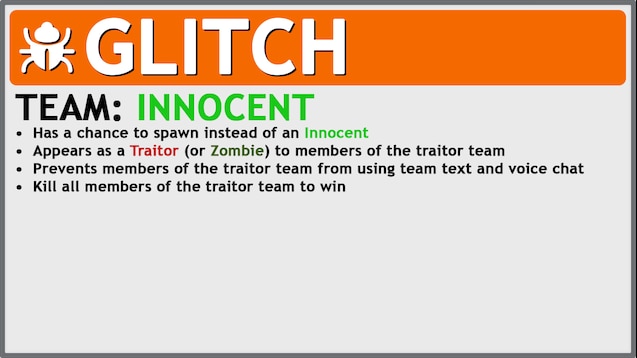 GLITCH
TEAM: INNOCENT
• Has a chance to spawn instead of an Innocent
• Appears as a Traitor (or Zombie) to members of the traitor team
• Prevents members of the traitor team from using team text and voice chat
• Kill all members of the traitor team to win